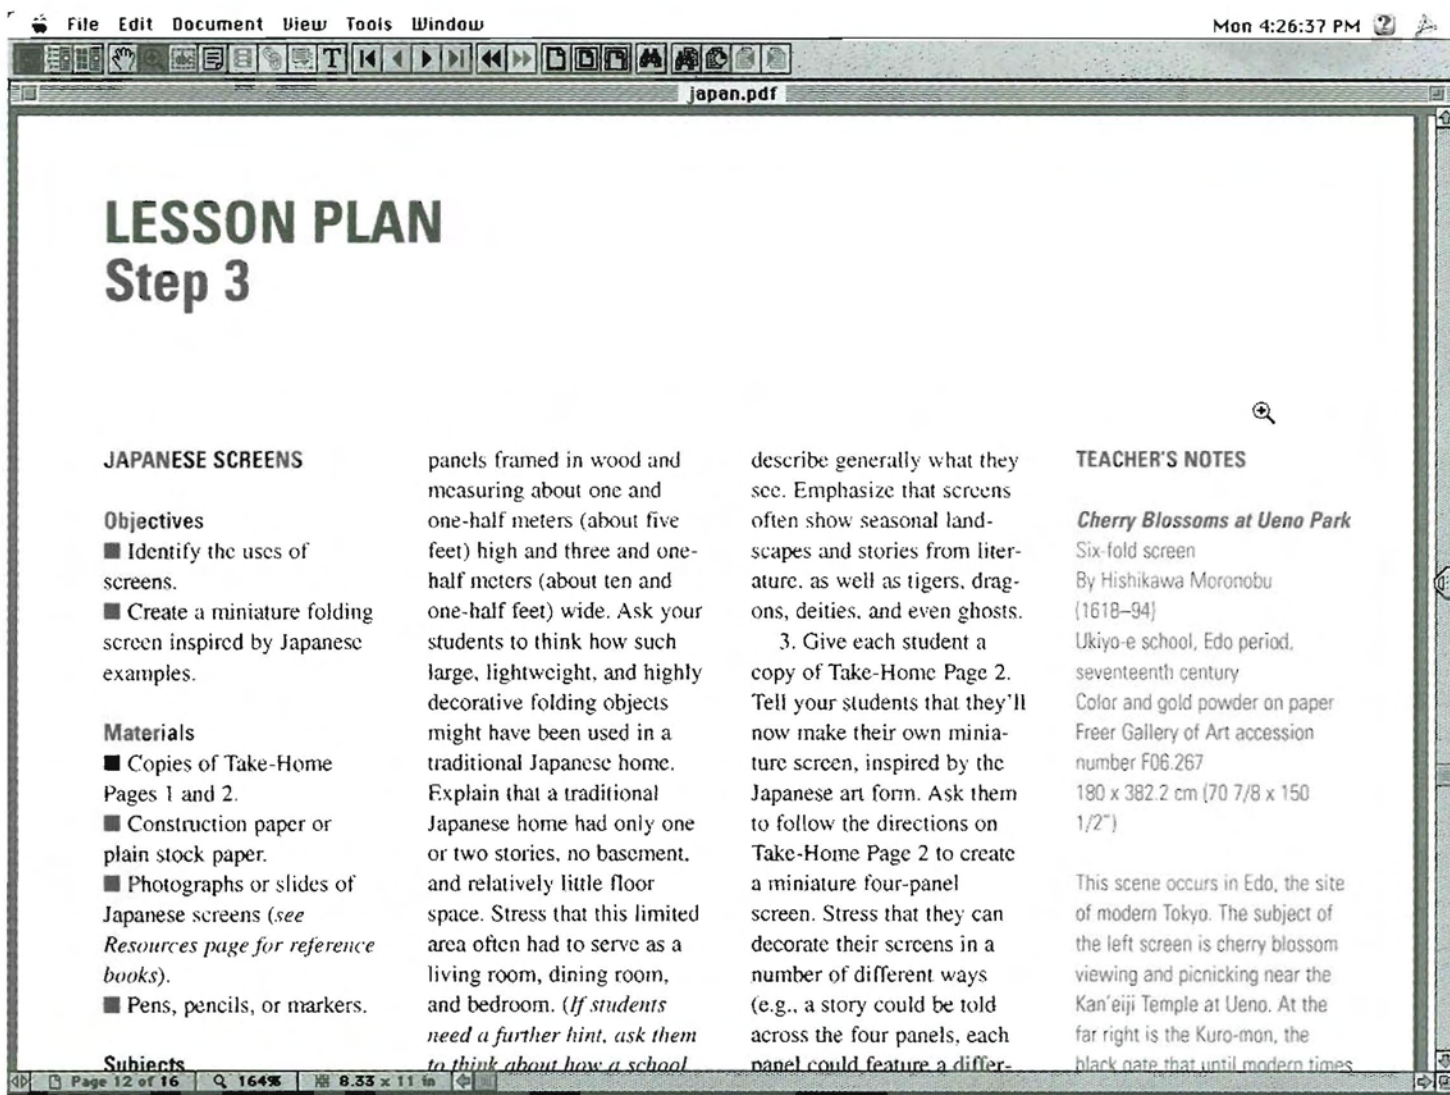 File Edit Document View Tools Window
Mon 4:26:37 PM
japan.pdf
LESSON PLAN
Step 3
JAPANESE SCREENS
Objectives
■ Identify the uses of
screens.
■ Create a miniature folding
screen inspired by Japanese
examples.
Materials
■ Copies of Take-Home
Pages 1 and 2.
■ Construction paper or
plain stock paper.
■ Photographs or slides of
Japanese screens (see
Resources page for reference
books).
■ Pens, pencils, or markers.
Subjects
panels framed in wood and
measuring about one and
one-half meters (about five
feet) high and three and one-
half meters (about ten and
one-half feet) wide. Ask your
students to think how such
large, lightweight, and highly
decorative folding objects
might have been used in a
traditional Japanese home.
Explain that a traditional
Japanese home had only one
or two stories, no basement,
and relatively little floor
space. Stress that this limited
area often had to serve as a
living room, dining room,
and bedroom. (If students
need a further hint, ask them
to think about how a school
describe generally what they
see. Emphasize that screens
often show seasonal land-
scapes and stories from liter-
ature, as well as tigers, drag-
ons, deities, and even ghosts.
3. Give each student a
copy of Take-Home Page 2.
Tell your students that they'll
now make their own minia-
ture screen, inspired by the
Japanese art form. Ask them
to follow the directions on
Take-Home Page 2 to create
a miniature four-panel
screen. Stress that they can
decorate their screens in a
number of different ways
(e.g., a story could be told
across the four panels, each
panel could feature a differ-
TEACHER'S NOTES
Cherry Blossoms at Ueno Park
Six-fold screen
By Hishikawa Moronobu
(1618–94)
Ukiyo-e school, Edo period,
seventeenth century
Color and gold powder on paper
Freer Gallery of Art accession
number F06.267
180 x 382.2 cm (70 7/8 x 150
1/2")
This scene occurs in Edo, the site
of modern Tokyo. The subject of
the left screen is cherry blossom
viewing and picnicking near the
Kan'eiji Temple at Ueno. At the
far right is the Kuro-mon, the
black gate that until modern times
Page 12 of 16 164% 8.33 x 11 in